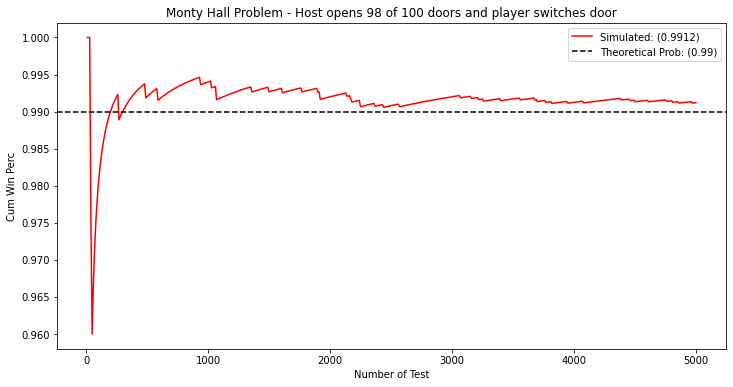 Monty Hall Problem - Host opens 98 of 100 doors and player switches door
Simulated: (0.9912)
Theoretical Prob: (0.99)
Cum Win Perc
1.000
0.995
0.990
0.985
0.980
0.975
0.970
0.965
0.960
0 1000 2000 3000 4000 5000
Number of Test